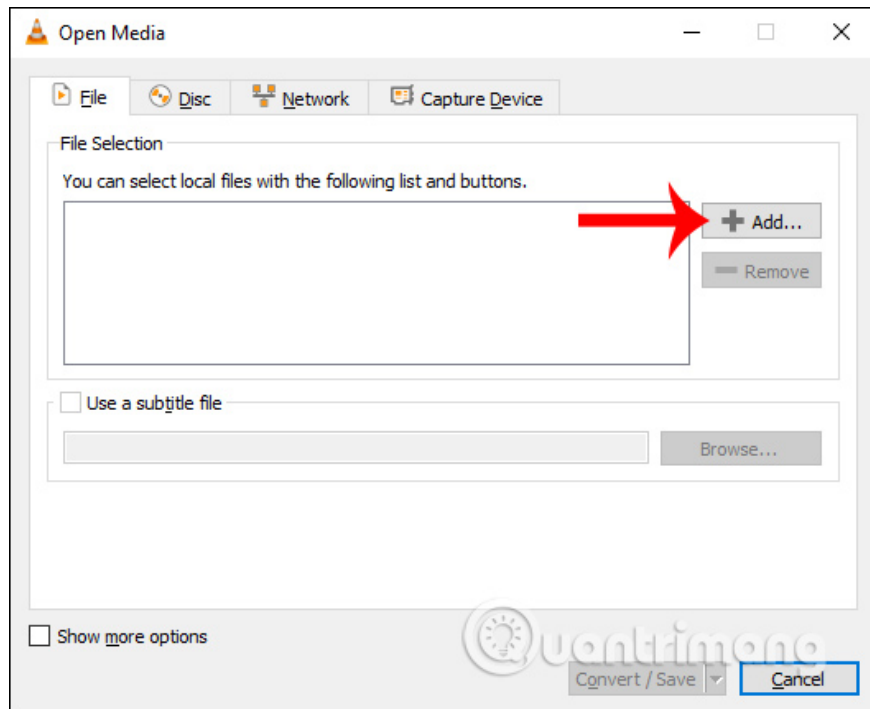 Open Media
File
Disc
Network
Capture Device
File Selection
You can select local files with the following list and buttons.
Add...
Remove
Use a subtitle file
Browse...
Show more options
Quantrimang
Convert / Save
Cancel